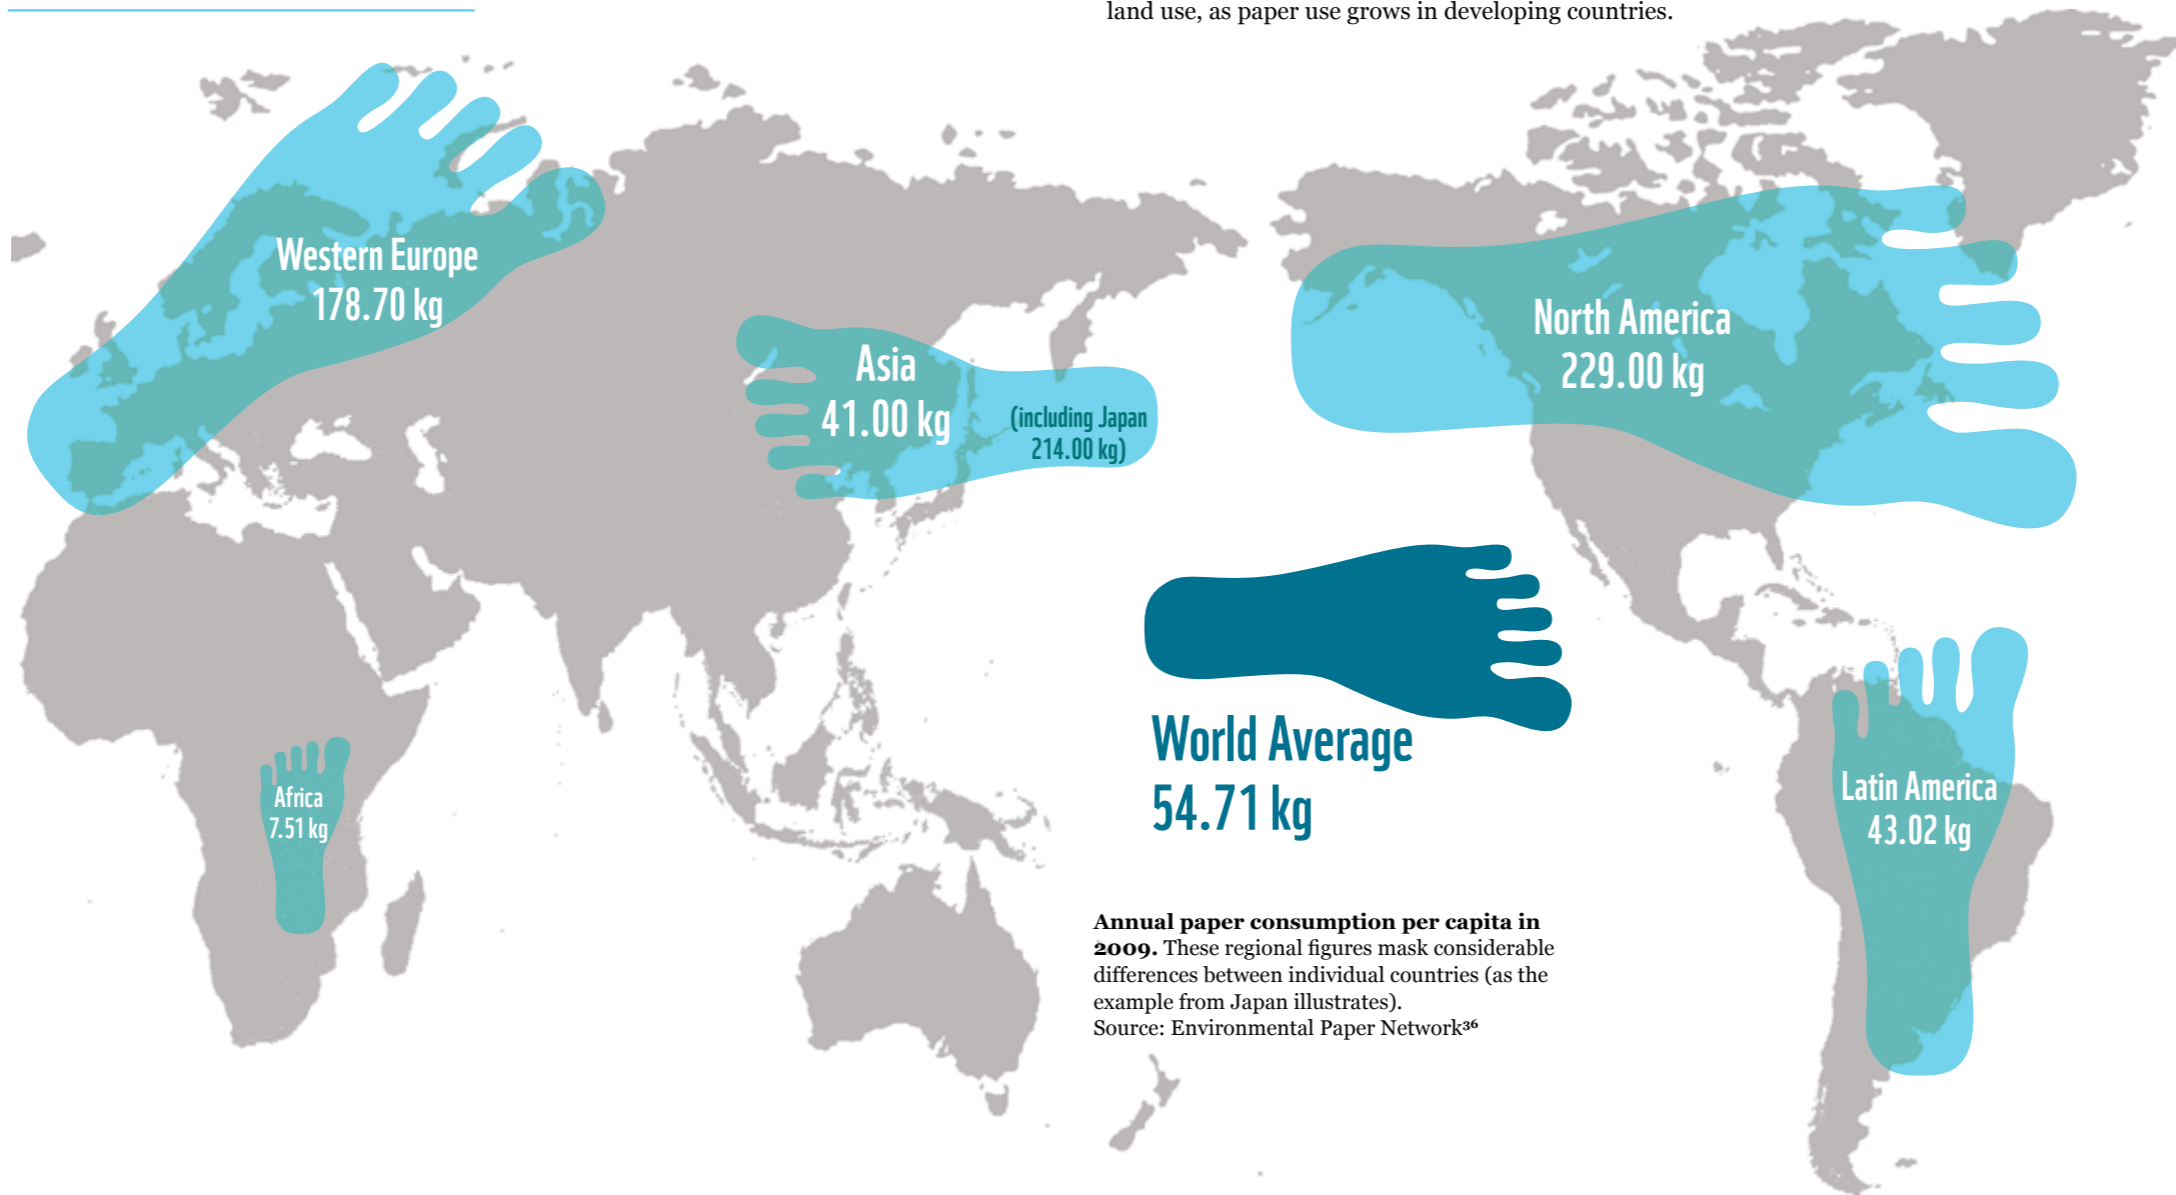 land use, as paper use grows in developing countries.
Western Europe
178.70 kg
Asia
41.00 kg
(including Japan
214.00 kg)
North America
229.00 kg
World Average
54.71 kg
Africa
7.51 kg
Latin America
43.02 kg
Annual paper consumption per capita in
2009. These regional figures mask considerable
differences between individual countries (as the
example from Japan illustrates).
Source: Environmental Paper Network³⁶